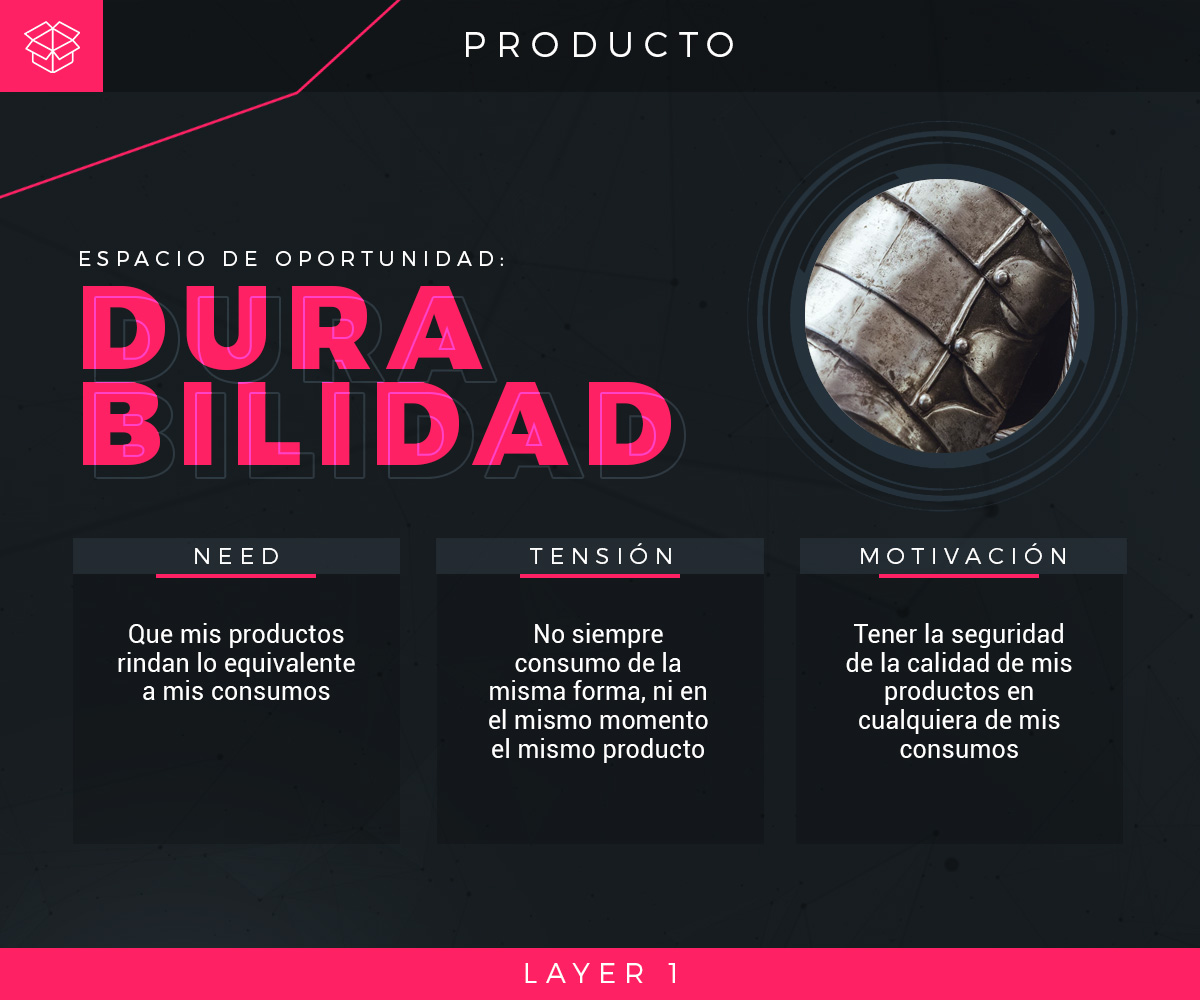 PRODUCTO
ESPACIO DE OPORTUNIDAD:
DURA
BILIDAD
NEED
Que mis productos
rindan lo equivalente
a mis consumos
TENSIÓN
No siempre
consumo de la
misma forma, ni en
el mismo momento
el mismo producto
MOTIVACIÓN
Tener la seguridad
de la calidad de mis
productos en
cualquiera de mis
consumos
LAYER 1